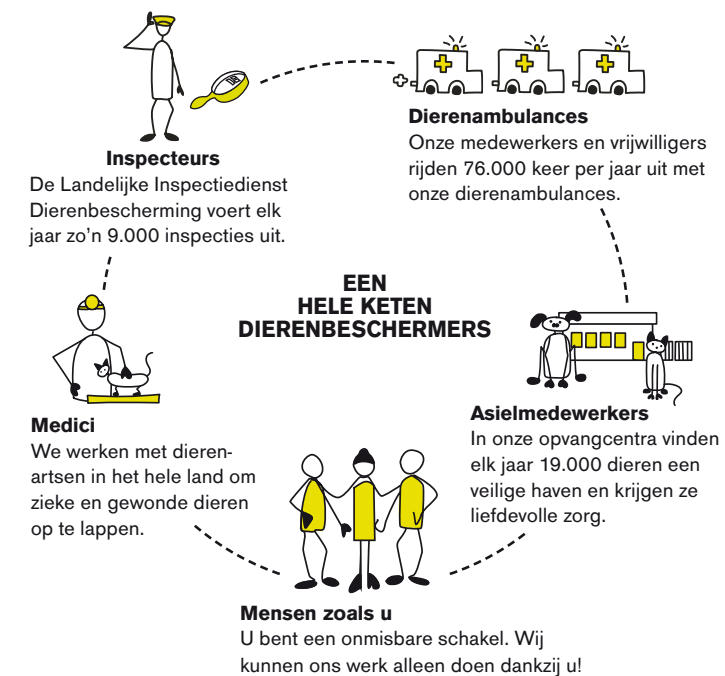 Inspecteurs
De Landelijke Inspectiedienst
Dierenbescherming voert elk
jaar zo'n 9.000 inspecties uit.
Dierenambulances
Onze medewerkers en vrijwilligers
rijden 76.000 keer per jaar uit met
onze dierenambulances.
EEN
HELE KETEN
DIERENBESCHERMERS
Medici
We werken met dieren-
artsen in het hele land om
zieke en gewonde dieren
op te lappen.
Asielmedewerkers
In onze opvangcentra vinden
elk jaar 19.000 dieren een
veilige haven en krijgen ze
liefdevolle zorg.
Mensen zoals u
U bent een onmisbare schakel. Wij
kunnen ons werk alleen doen dankzij u!